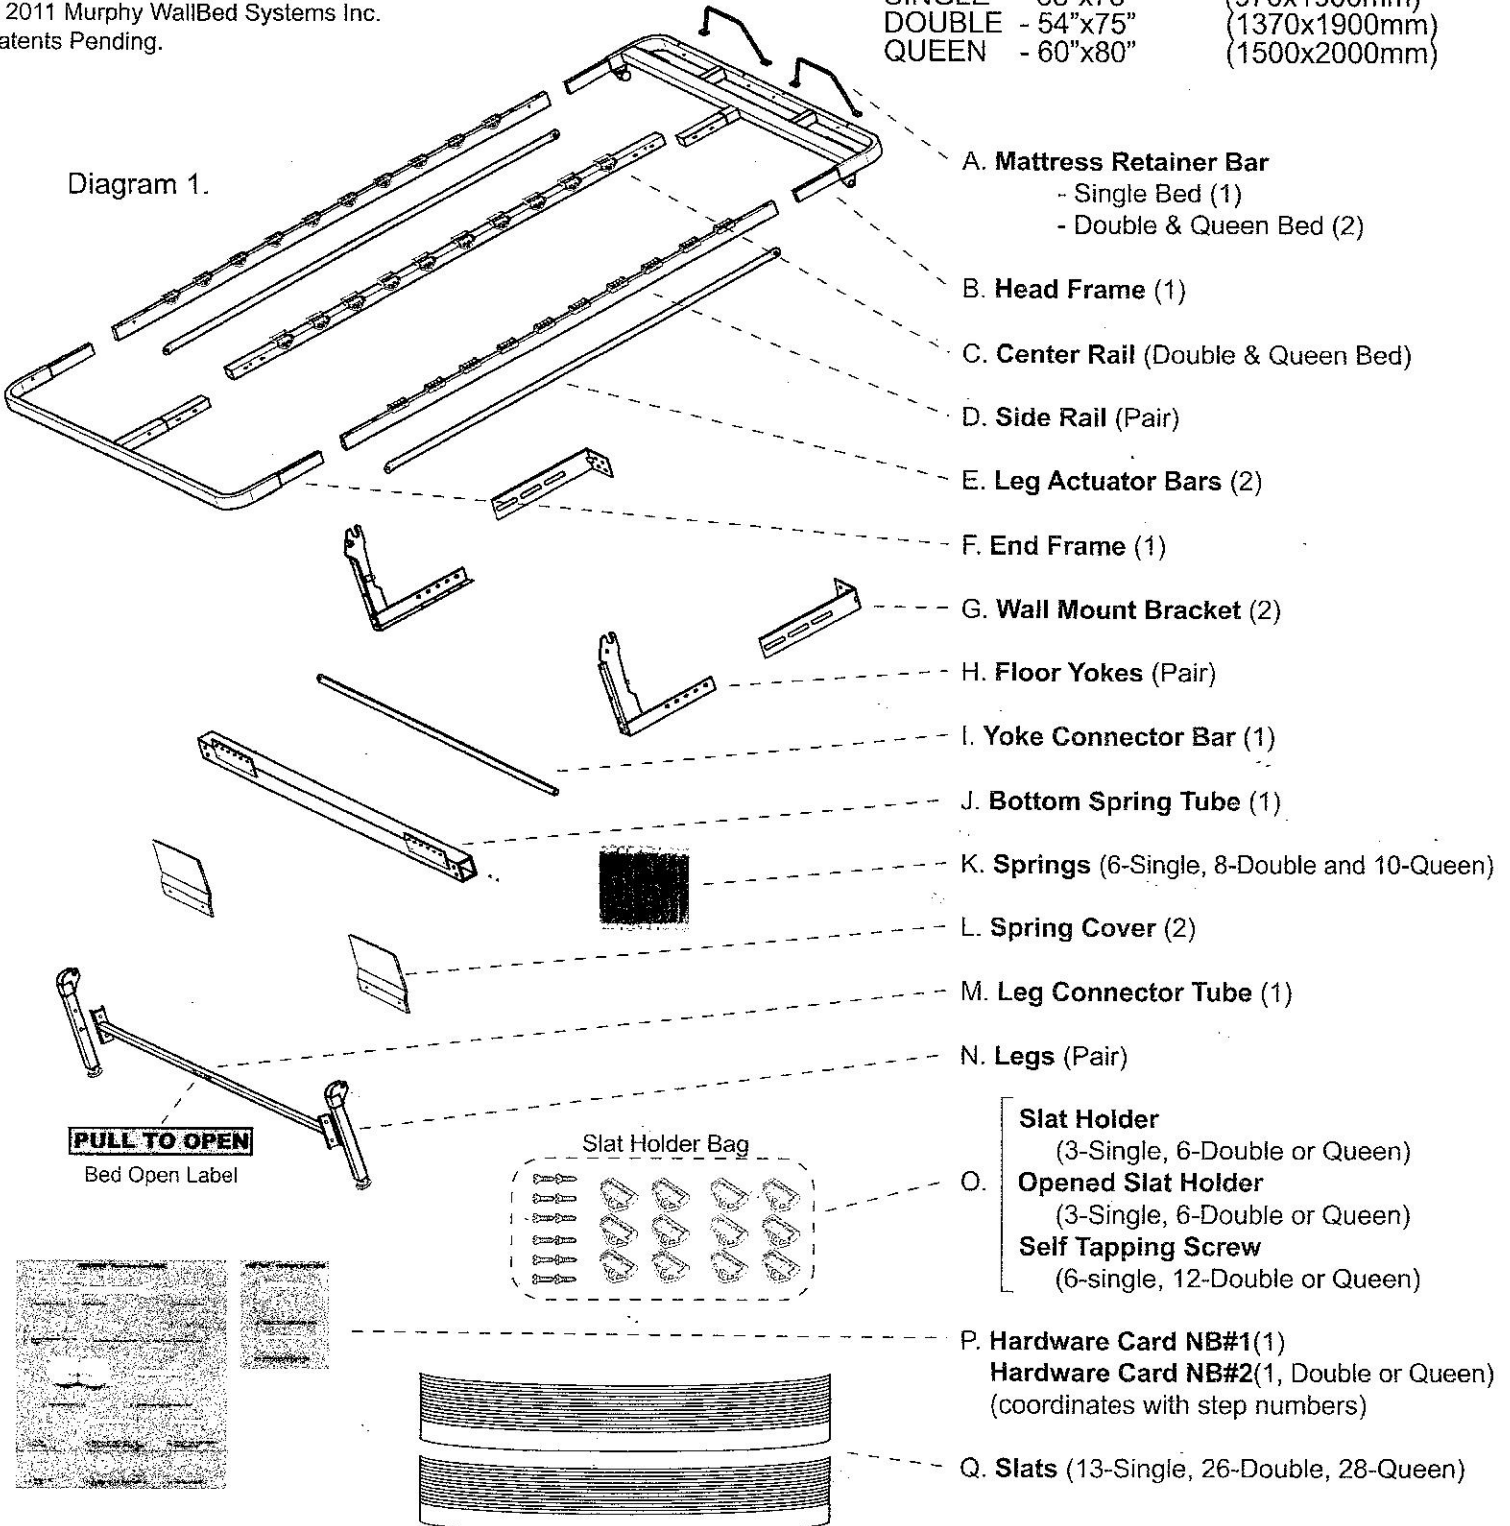 2011 Murphy WallBed Systems Inc.
Patents Pending.
DOUBLE - 54”x75” (1370x1900mm)
QUEEN - 60”x80” (1500x2000mm)
Diagram 1.
A. Mattress Retainer Bar
- Single Bed (1)
- Double & Queen Bed (2)
B. Head Frame (1)
C. Center Rail (Double & Queen Bed)
D. Side Rail (Pair)
E. Leg Actuator Bars (2)
F. End Frame (1)
G. Wall Mount Bracket (2)
H. Floor Yokes (Pair)
I. Yoke Connector Bar (1)
J. Bottom Spring Tube (1)
K. Springs (6-Single, 8-Double and 10-Queen)
L. Spring Cover (2)
M. Leg Connector Tube (1)
N. Legs (Pair)
PULL TO OPEN
Bed Open Label
Slat Holder Bag
O.
Slat Holder
(3-Single, 6-Double or Queen)
Opened Slat Holder
(3-Single, 6-Double or Queen)
Self Tapping Screw
(6-single, 12-Double or Queen)
P. Hardware Card NB#1(1)
Hardware Card NB#2(1, Double or Queen)
(coordinates with step numbers)
Q. Slats (13-Single, 26-Double, 28-Queen)